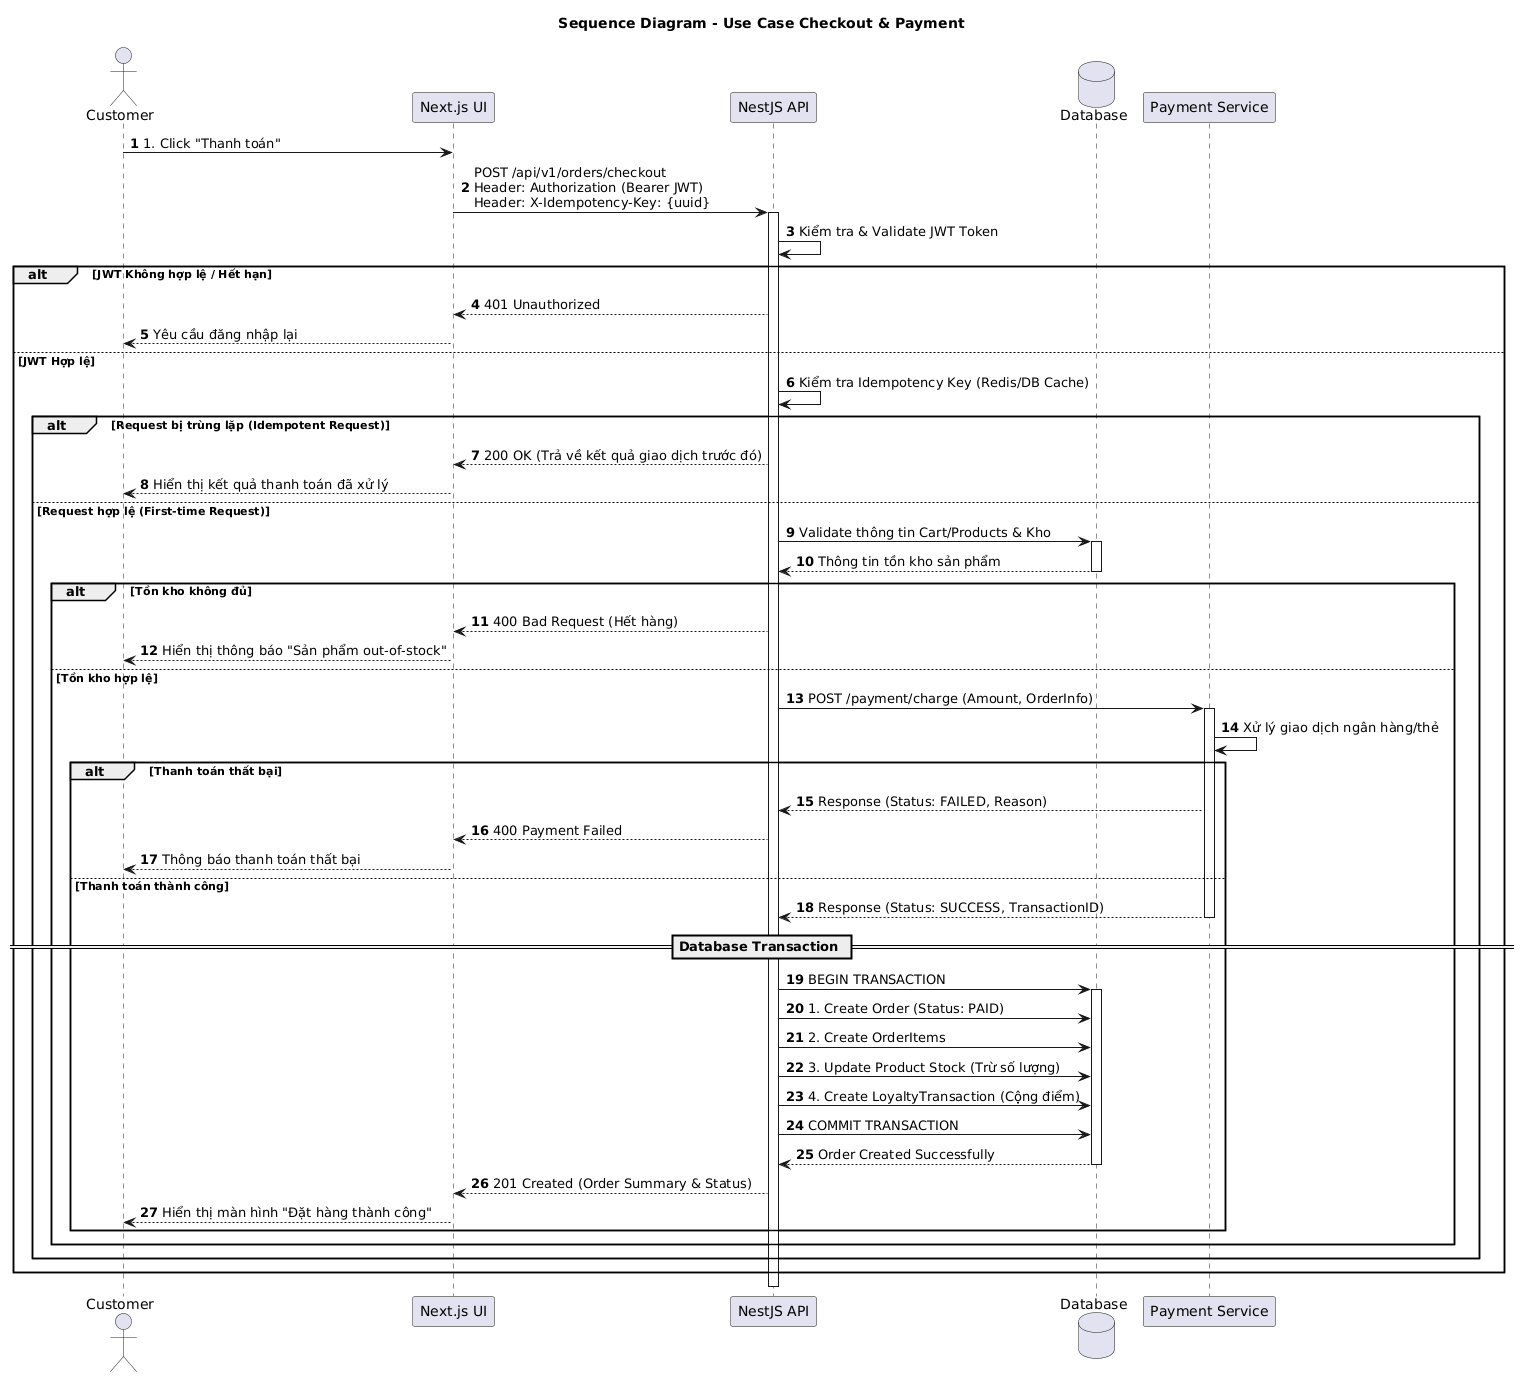 Sequence Diagram - Use Case Checkout & Payment
Customer
Next.js UI
NestJS API
Database
Payment Service
1 1. Click "Thanh toán"
POST /api/v1/orders/checkout
2 Header: Authorization (Bearer JWT)
Header: X-Idempotency-Key: {uuid}
3 Kiểm tra & Validate JWT Token
alt [JWT Không hợp lệ / Hết hạn]
4 401 Unauthorized
5 Yêu cầu đăng nhập lại
[JWT Hợp lệ]
6 Kiểm tra Idempotency Key (Redis/DB Cache)
alt [Request bị trùng lặp (Idempotent Request)]
7 200 OK (Trả về kết quả giao dịch trước đó)
8 Hiển thị kết quả thanh toán đã xử lý
[Request hợp lệ (First-time Request)]
9 Validate thông tin Cart/Products & Kho
10 Thông tin tồn kho sản phẩm
alt [Tồn kho không đủ]
11 400 Bad Request (Hết hàng)
12 Hiển thị thông báo "Sản phẩm out-of-stock"
[Tồn kho hợp lệ]
13 POST /payment/charge (Amount, OrderInfo)
14 Xử lý giao dịch ngân hàng/thẻ
alt [Thanh toán thất bại]
15 Response (Status: FAILED, Reason)
16 400 Payment Failed
17 Thông báo thanh toán thất bại
[Thanh toán thành công]
18 Response (Status: SUCCESS, TransactionID)
Database Transaction
19 BEGIN TRANSACTION
20 1. Create Order (Status: PAID)
21 2. Create OrderItems
22 3. Update Product Stock (Trừ số lượng)
23 4. Create LoyaltyTransaction (Cộng điểm)
24 COMMIT TRANSACTION
25 Order Created Successfully
26 201 Created (Order Summary & Status)
27 Hiển thị màn hình "Đặt hàng thành công"
Customer
Next.js UI
NestJS API
Database
Payment Service